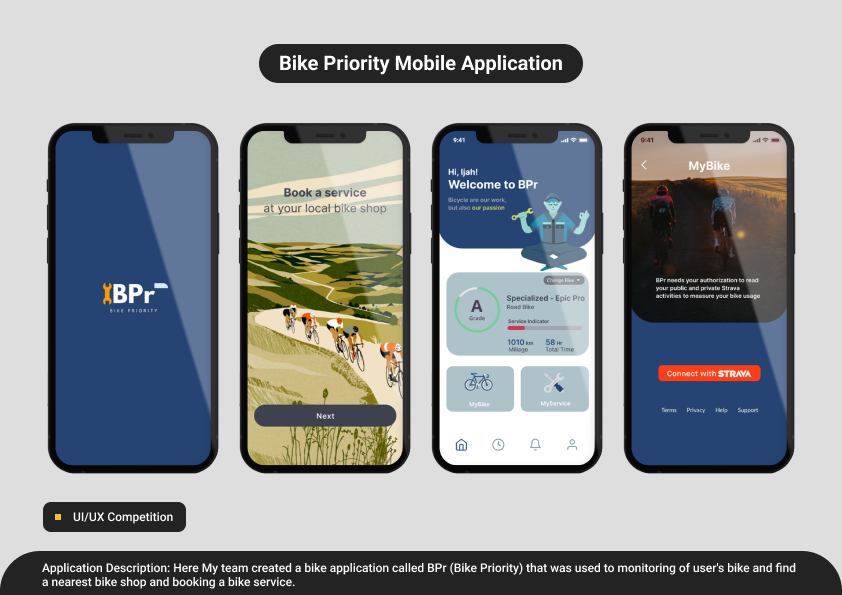 Bike Priority Mobile Application
BPr
BIKE PRIORITY
Book a service
at your local bike shop
Next
9:41
Hi, Ijah!
Welcome to BPr
Bicycle are our work,
but also our passion
Change Bike
A
Grade
Specialized - Epic Pro
Road Bike
Service Indicator
1010 km
Milage
58 Hr
Total Time
MyBike
MyService
9:41
MyBike
BPr needs your authorization to read
your public and private Strava
activities to measure your bike usage
Connect with STRAVA
Terms Privacy Help Support
UI/UX Competition
Application Description: Here My team created a bike application called BPr (Bike Priority) that was used to monitoring of user's bike and find
a nearest bike shop and booking a bike service.